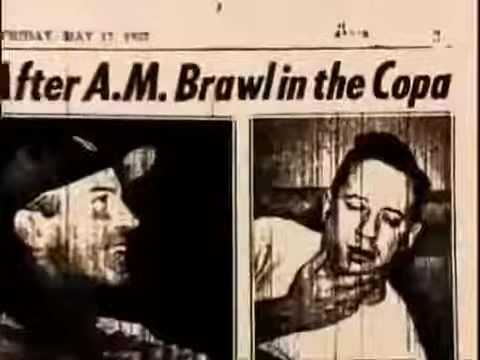 FRIDAY MAY 17, 1957
After A.M. Brawl in the Copa